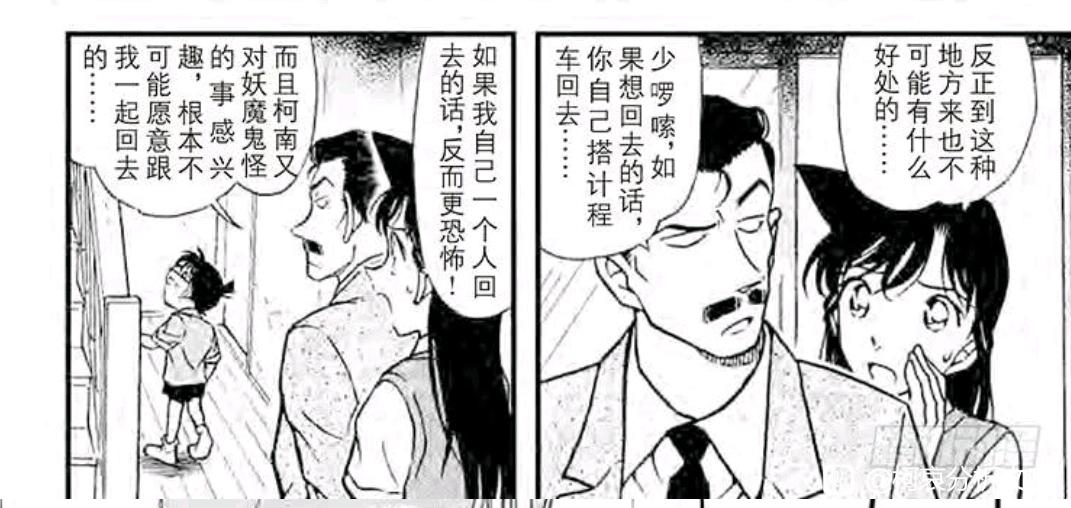 反正到这种
地方来也不
可能有什么
好处的……
少啰嗦，如
果想回去的话，
你自己搭计程
车回去……
如果我自己一个人回
去的话，反而更恐怖！
而且柯南又
对妖魔鬼怪
的事感兴
趣，根本不
可能愿意跟
我一起回去
的……